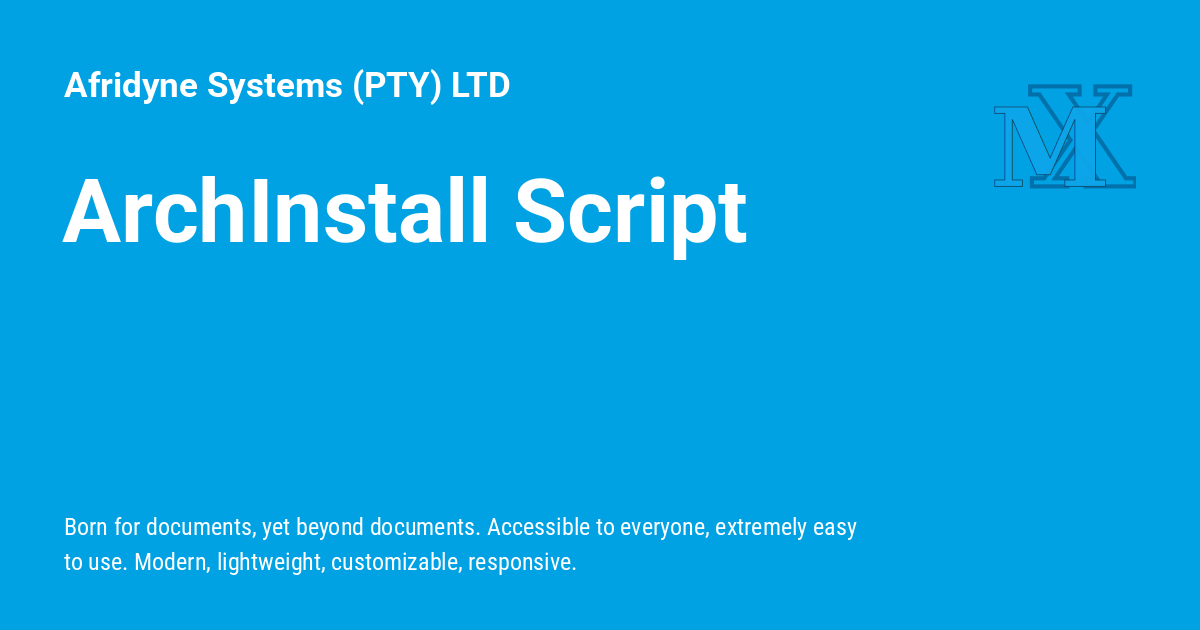 Afridyne Systems (PTY) LTD
MX
ArchInstall Script
Born for documents, yet beyond documents. Accessible to everyone, extremely easy
to use. Modern, lightweight, customizable, responsive.